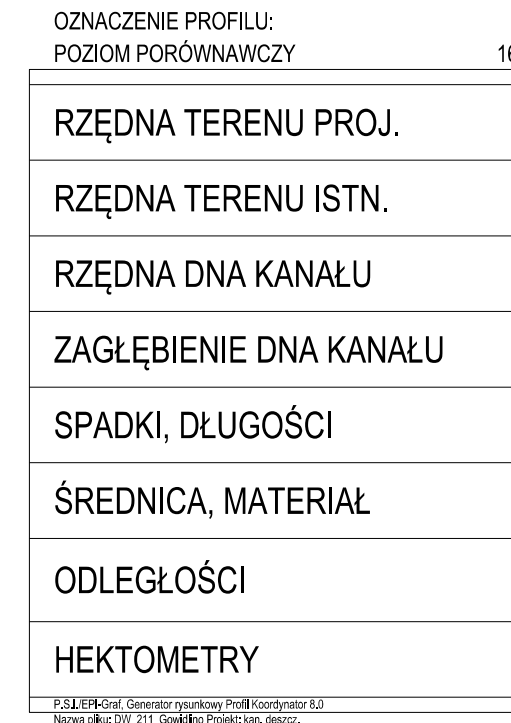 OZNACZENIE PROFILU:
POZIOM PORÓWNAWCZY 16
RZĘDNA TERENU PROJ.
RZĘDNA TERENU ISTN.
RZĘDNA DNA KANAŁU
ZAGŁĘBIENIE DNA KANAŁU
SPADKI, DŁUGOŚCI
ŚREDNICA, MATERIAŁ
ODLEGŁOŚCI
HEKTOMETRY
P.S.I./EPI-Graf, Generator rysunkowy Profil Koordynator 8.0
Nazwa pliku: DW_211_Gowidlino Projekt: kan. deszcz.